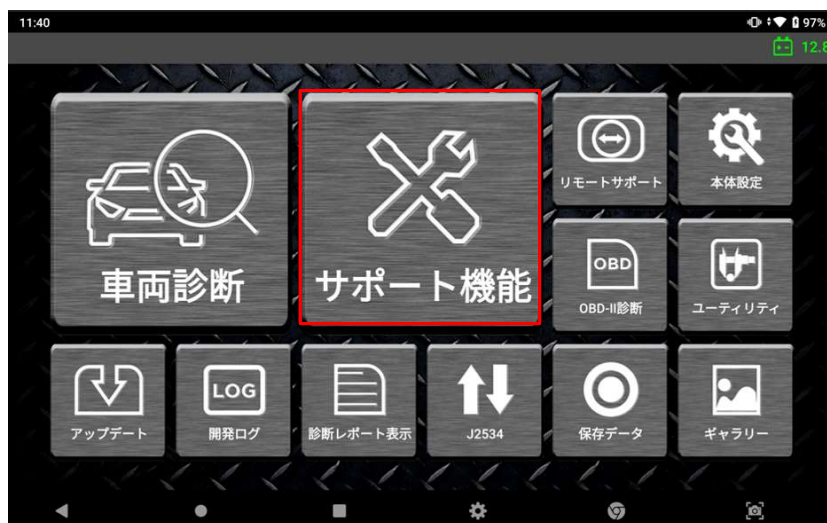 11:40
97%
12.8
車両診断
サポート機能
リモートサポート
本体設定
OBD
OBD-II診断
ユーティリティ
アップデート
LOG
開発ログ
診断レポート表示
J2534
保存データ
ギャラリー